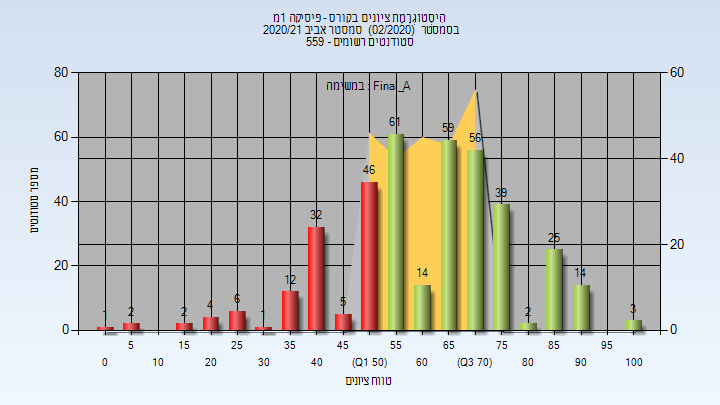 היסטוגרמת ציונים בקורס - פיסיקה 1מ
בסמסטר (02/2020) סמסטר אביב 2020/21
סטודנטים רשומים - 559
במשימה : Final_A
80 60
60 40
40 20
20 0
0
מספר סטודנטים
1 2 2 4 6 1 12 32 5 46 61 14 59 56 39 2 25 14 3
5 15 25 35 45 55 65 75 85 95
0 10 20 30 40 (Q1 50) 60 (Q3 70) 80 90 100
טווח ציונים